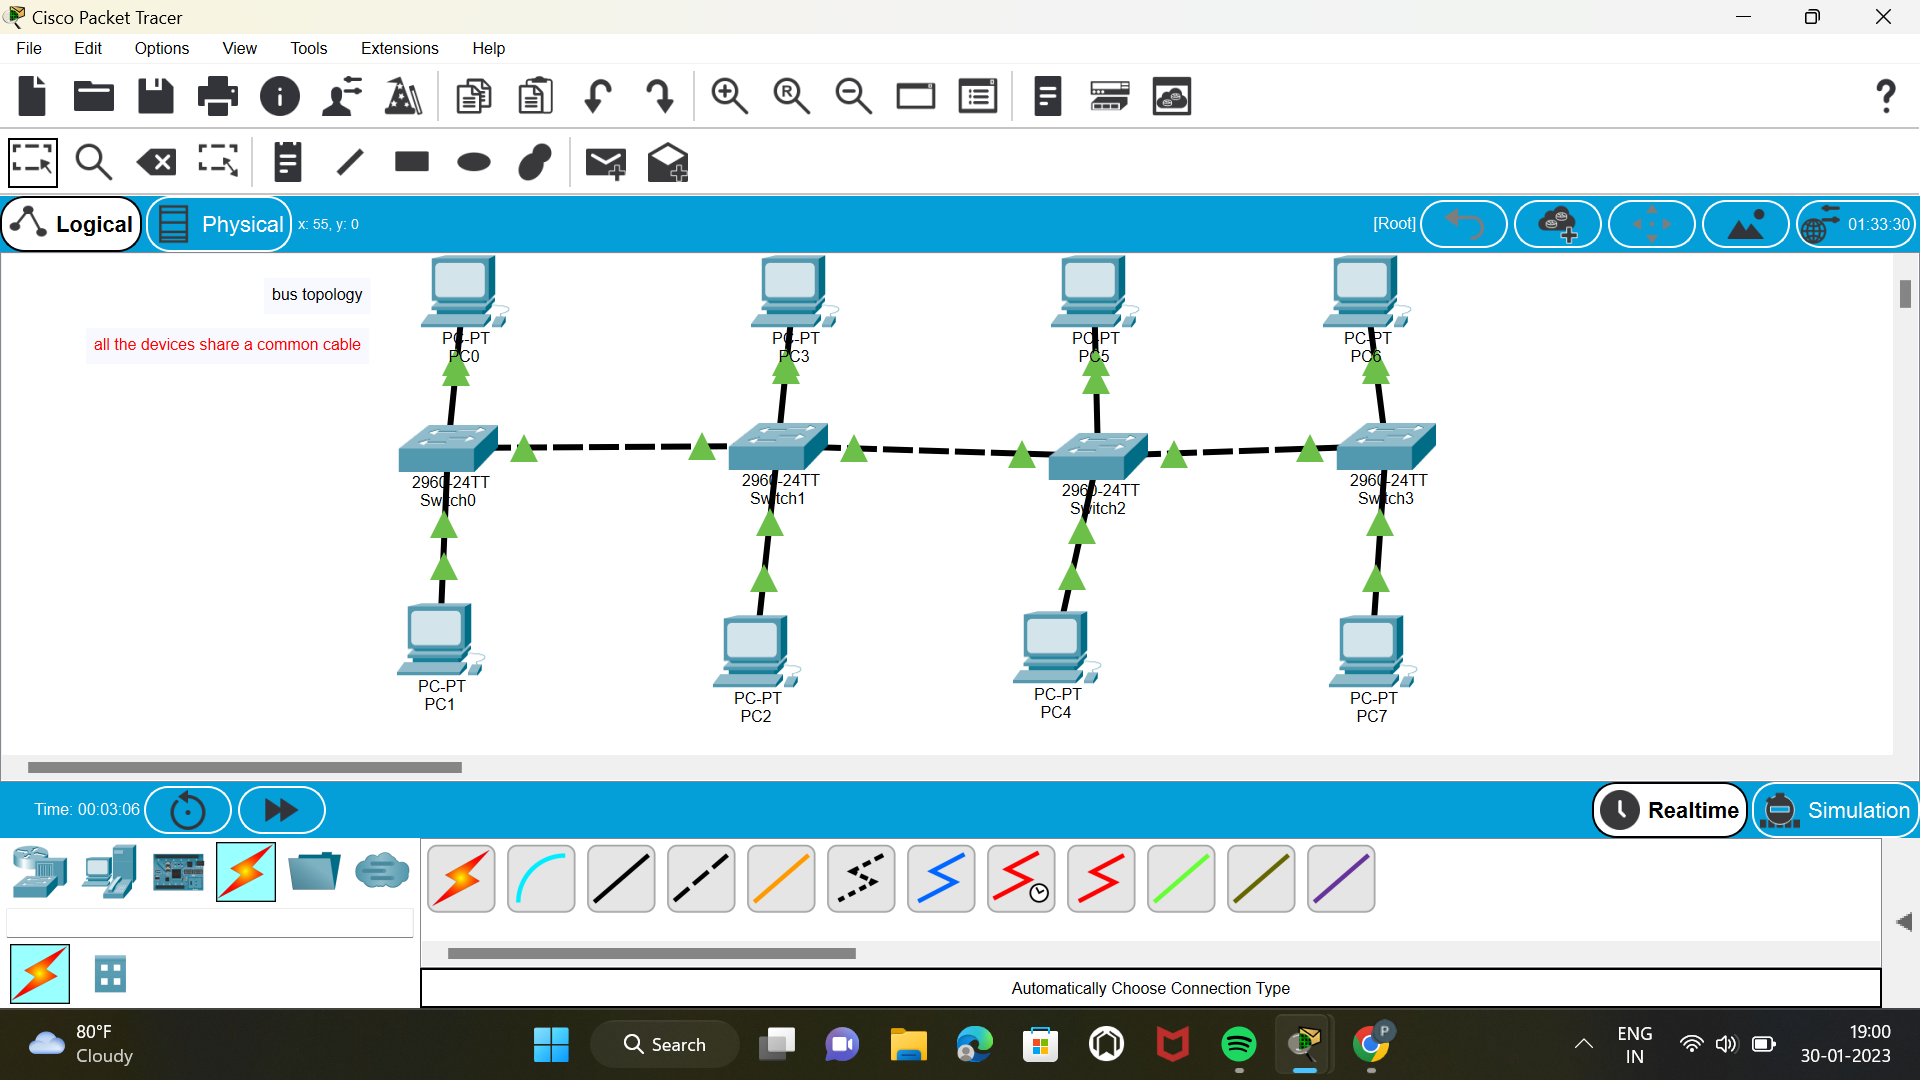 Cisco Packet Tracer
File Edit Options View Tools Extensions Help
Logical Physical x: 55, y: 0 [Root] 01:33:30
bus topology
all the devices share a common cable
PC-PT
PC0
PC-PT
PC3
PC-PT
PC5
PC-PT
PC6
2960-24TT
Switch0
2960-24TT
Switch1
2960-24TT
Switch2
2960-24TT
Switch3
PC-PT
PC1
PC-PT
PC2
PC-PT
PC4
PC-PT
PC7
Time: 00:03:06 Realtime Simulation
Automatically Choose Connection Type
80°F
Cloudy
Search
ENG
IN
19:00
30-01-2023